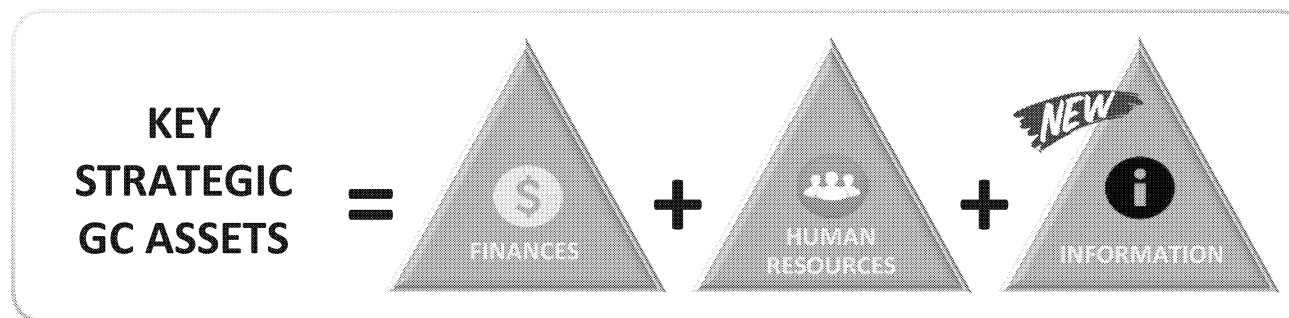 KEY
STRATEGIC
GC ASSETS
=
$
FINANCES
+
HUMAN
RESOURCES
+
NEW
i
INFORMATION